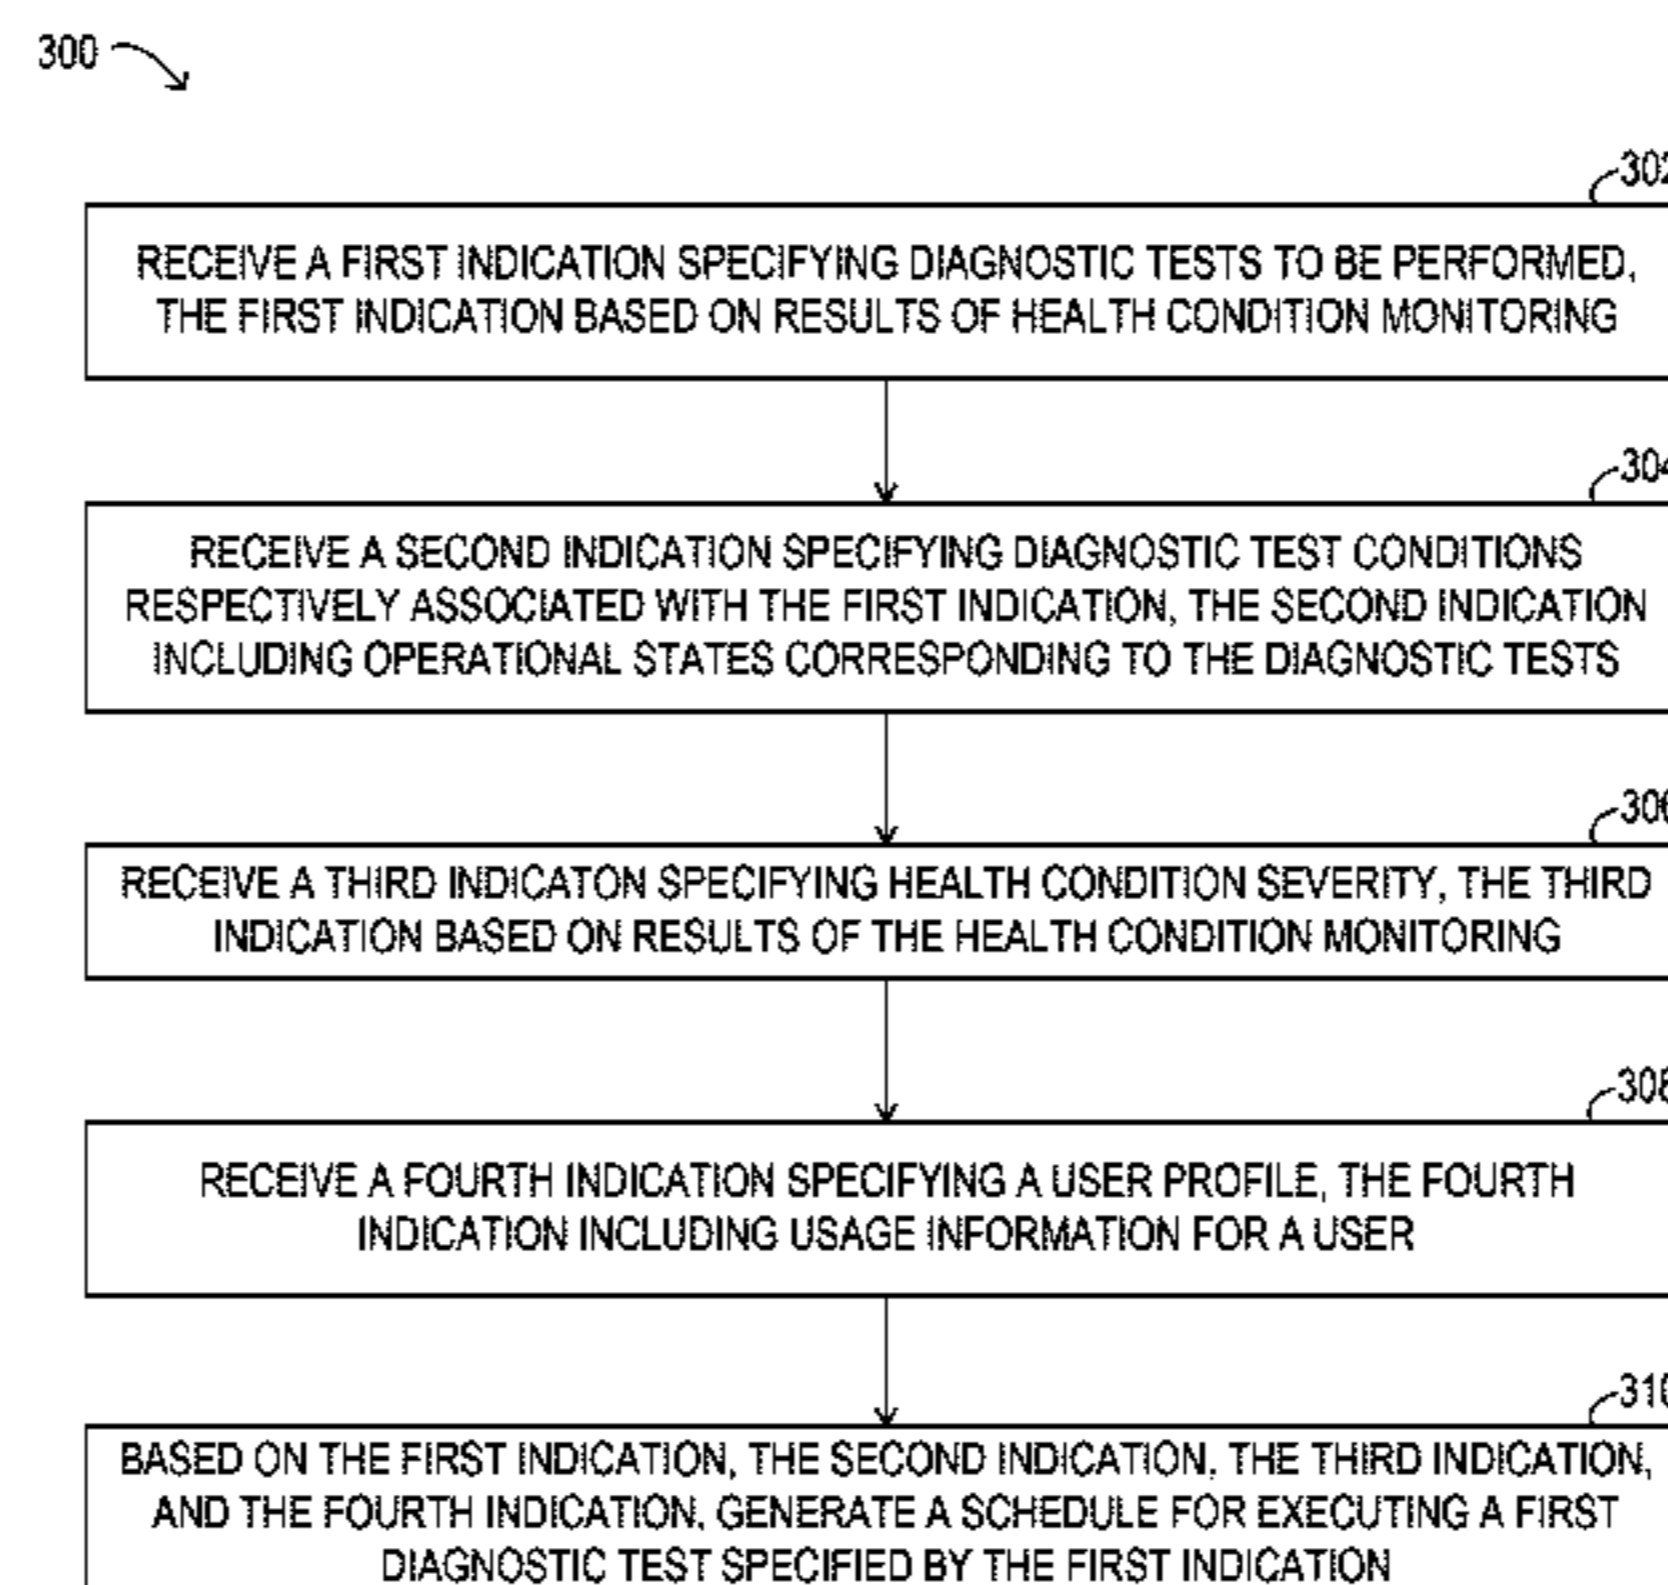 300
302
RECEIVE A FIRST INDICATION SPECIFYING DIAGNOSTIC TESTS TO BE PERFORMED,
THE FIRST INDICATION BASED ON RESULTS OF HEALTH CONDITION MONITORING
304
RECEIVE A SECOND INDICATION SPECIFYING DIAGNOSTIC TEST CONDITIONS
RESPECTIVELY ASSOCIATED WITH THE FIRST INDICATION, THE SECOND INDICATION
INCLUDING OPERATIONAL STATES CORRESPONDING TO THE DIAGNOSTIC TESTS
306
RECEIVE A THIRD INDICATON SPECIFYING HEALTH CONDITION SEVERITY, THE THIRD
INDICATION BASED ON RESULTS OF THE HEALTH CONDITION MONITORING
308
RECEIVE A FOURTH INDICATION SPECIFYING A USER PROFILE, THE FOURTH
INDICATION INCLUDING USAGE INFORMATION FOR A USER
310
BASED ON THE FIRST INDICATION, THE SECOND INDICATION, THE THIRD INDICATION,
AND THE FOURTH INDICATION, GENERATE A SCHEDULE FOR EXECUTING A FIRST
DIAGNOSTIC TEST SPECIFIED BY THE FIRST INDICATION